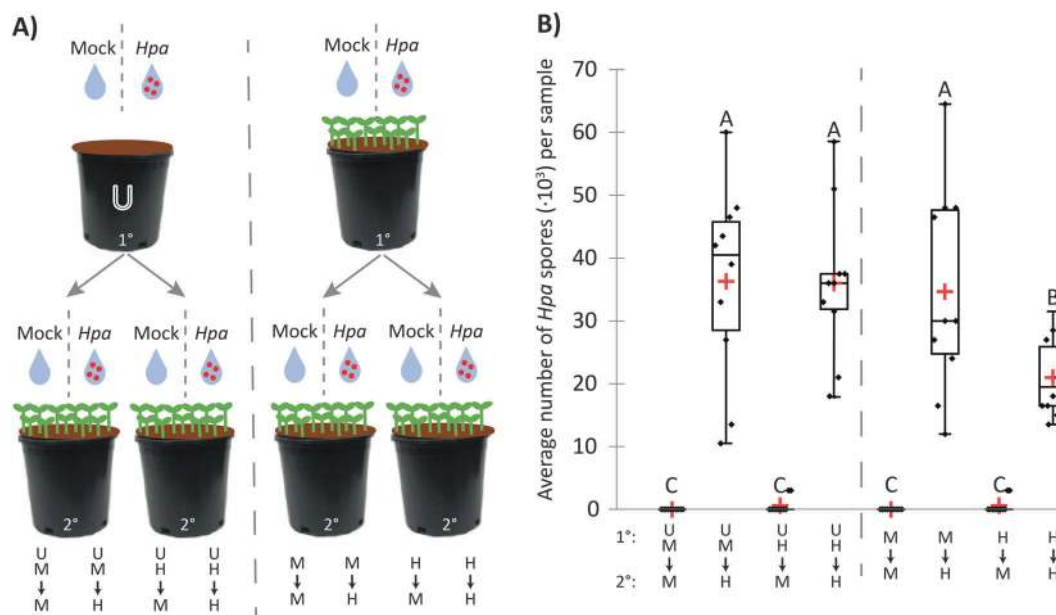 A)
Mock Hpa Mock Hpa
U
1° 1°
Mock Hpa Mock Hpa Mock Hpa Mock Hpa
2° 2° 2° 2°
U U U U
M M H H M M H H
M H M H M H M H
B)
Average number of Hpa spores (·10³) per sample
70
60
50
40
30
20
10
0
C A C A C A C B
1°: U U U U M M H H
M M H H
2°: M H M H M H M H